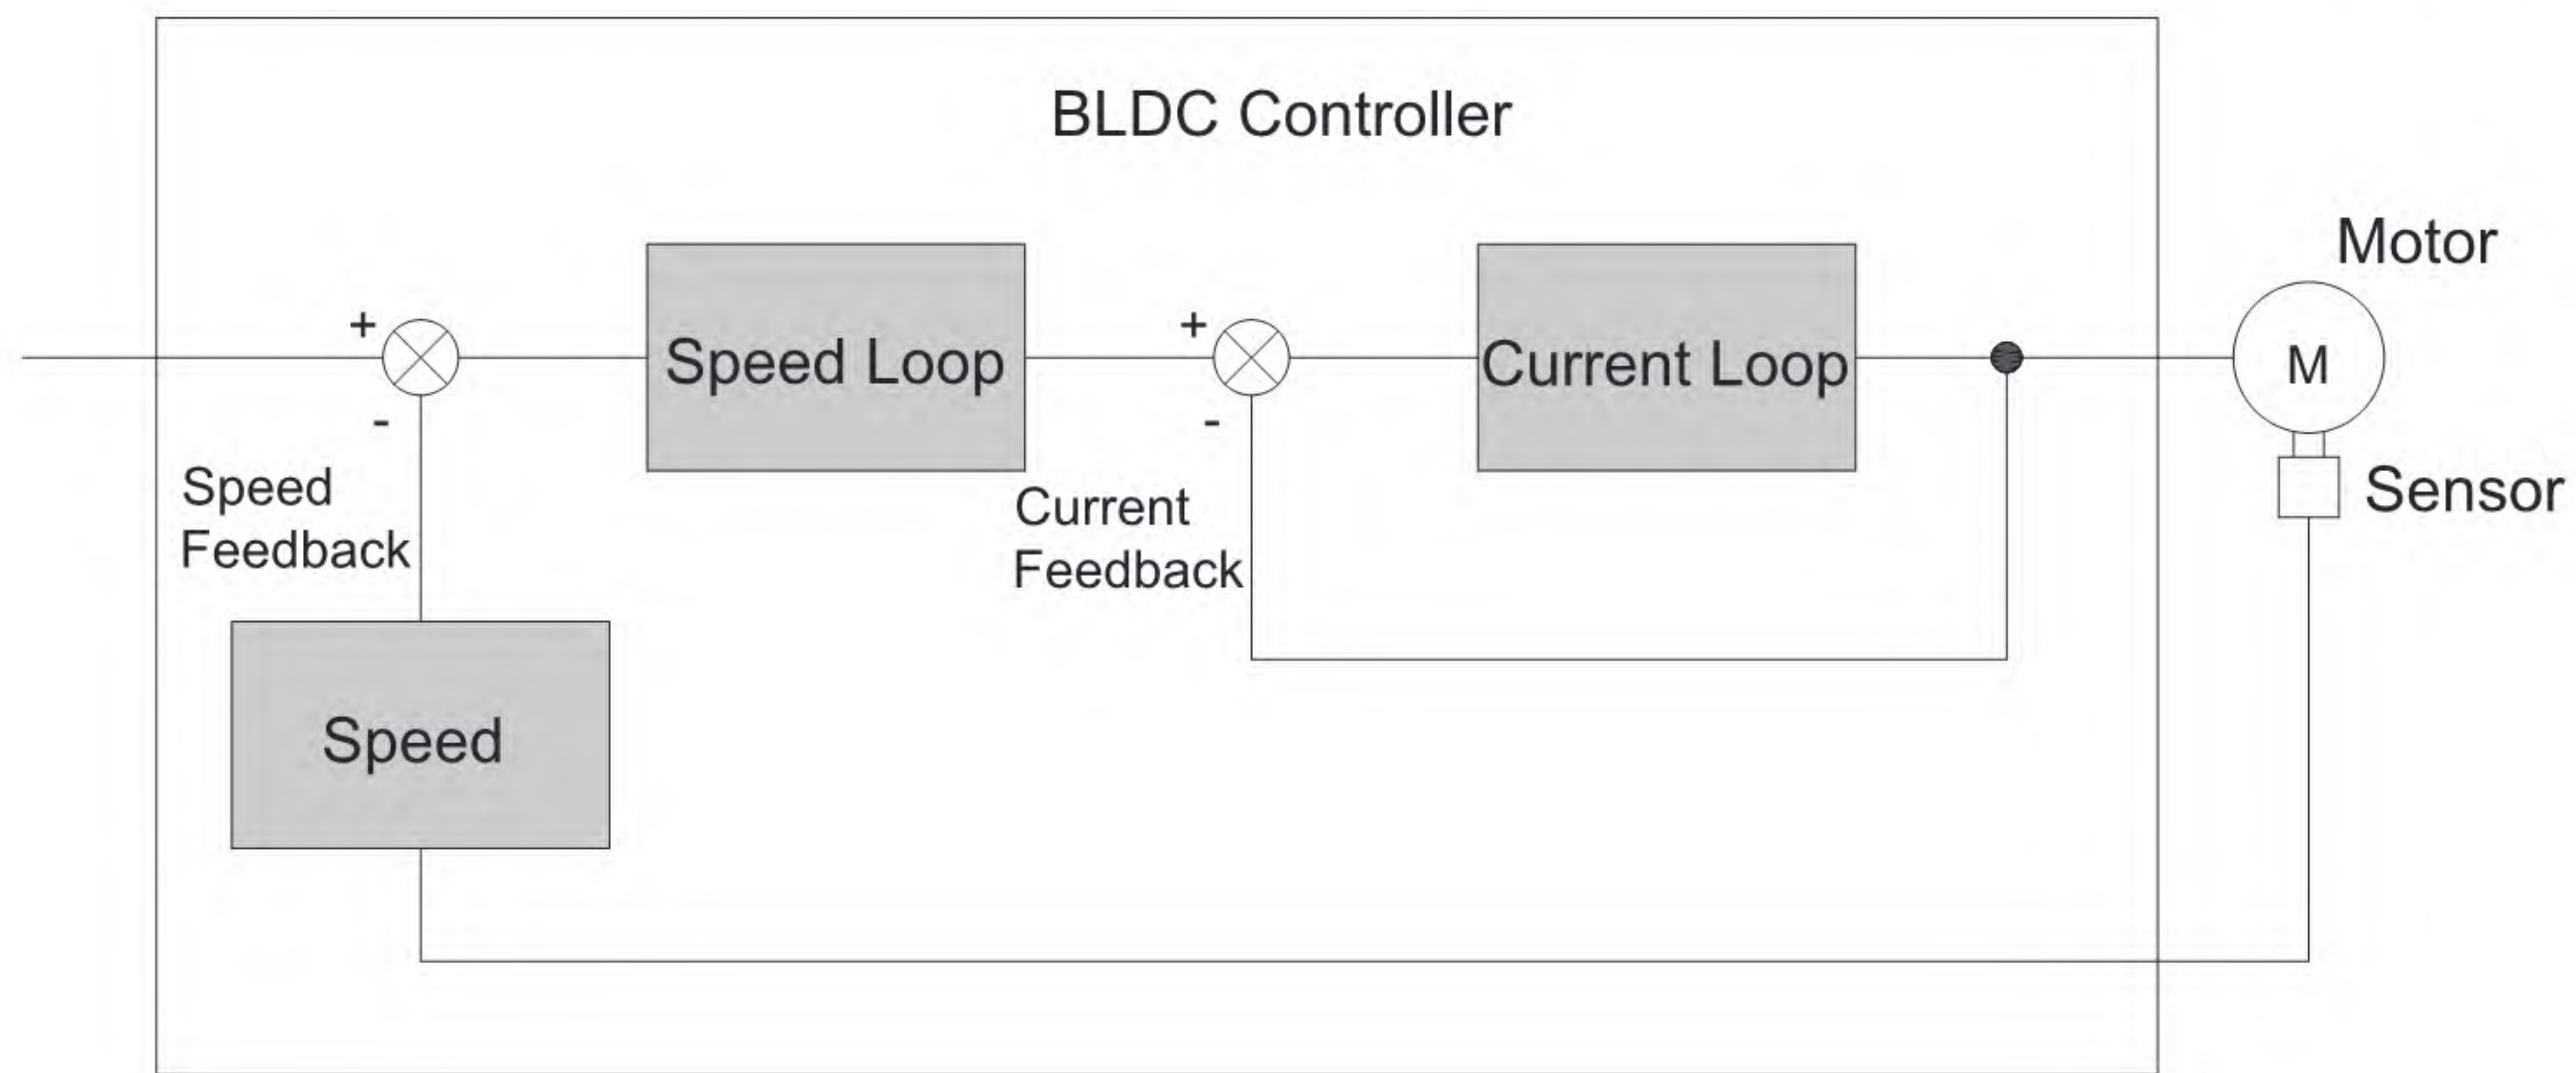 BLDC Controller
Motor
+
+
Speed Loop
Current Loop
M
-
-
Speed
Feedback
Current
Feedback
Sensor
Speed